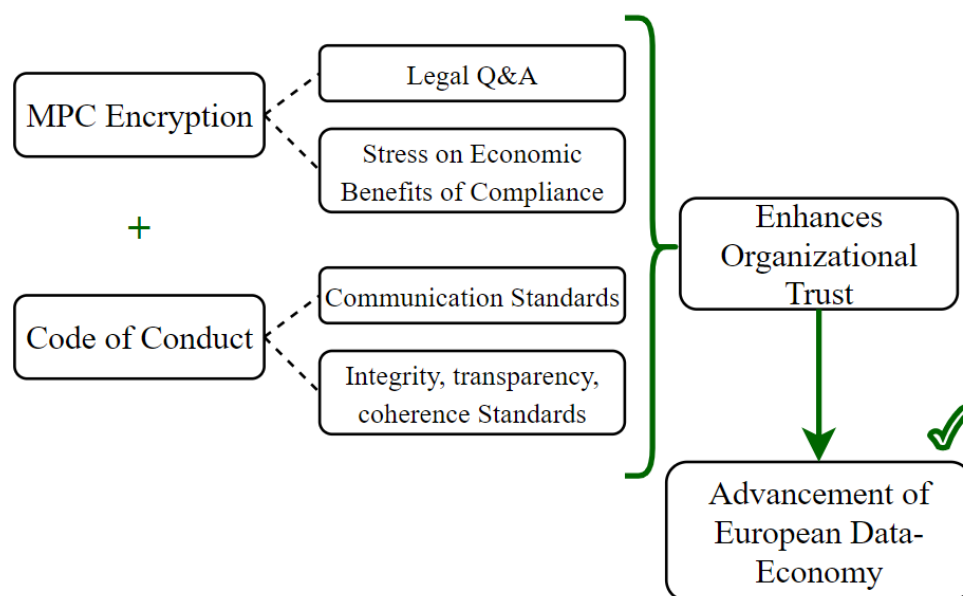 MPC Encryption
Legal Q&A
Stress on Economic
Benefits of Compliance
+
Code of Conduct
Communication Standards
Integrity, transparency,
coherence Standards
Enhances
Organizational
Trust
Advancement of
European Data-
Economy